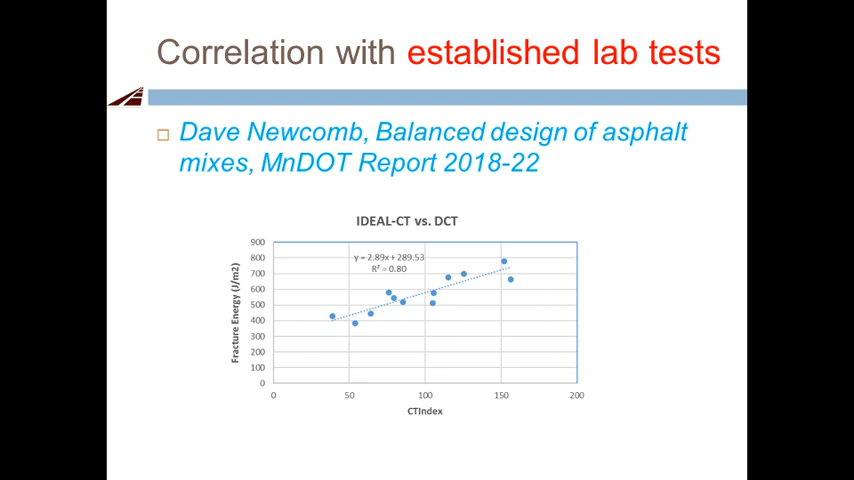 Correlation with established lab tests
Dave Newcomb, Balanced design of asphalt
mixes, MnDOT Report 2018-22
IDEAL-CT vs. DCT
y = 2.89x + 289.53
R² = 0.80
Fracture Energy (J/m2)
900
800
700
600
500
400
300
200
100
0
0 50 100 150 200
CTIndex